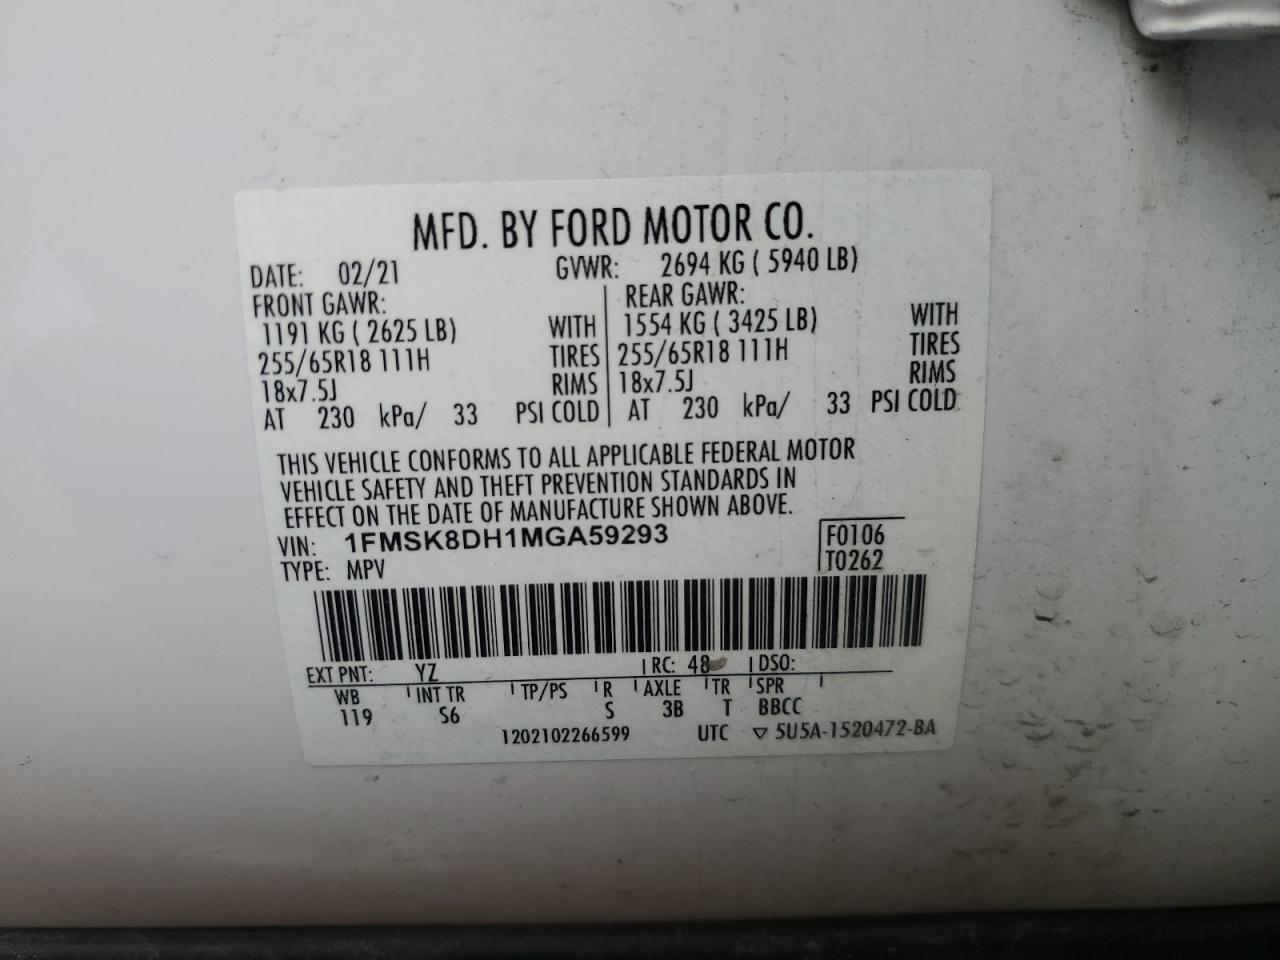 MFD. BY FORD MOTOR CO.
DATE: 02/21 GVWR: 2694 KG ( 5940 LB)
FRONT GAWR: REAR GAWR:
1191 KG ( 2625 LB) WITH 1554 KG ( 3425 LB) WITH
255/65R18 111H TIRES 255/65R18 111H TIRES
18x7.5J RIMS 18x7.5J RIMS
AT 230 kPa/ 33 PSI COLD AT 230 kPa/ 33 PSI COLD
THIS VEHICLE CONFORMS TO ALL APPLICABLE FEDERAL MOTOR
VEHICLE SAFETY AND THEFT PREVENTION STANDARDS IN
EFFECT ON THE DATE OF MANUFACTURE SHOWN ABOVE.
VIN: 1FMSK8DH1MGA59293 F0106
TYPE: MPV T0262
EXT PNT: YZ RC: 48 DSO:
WB INT TR TP/PS R AXLE TR SPR
119 S6 S 3B T BBCC
1202102266599 UTC ▽ 5U5A-1520472-BA